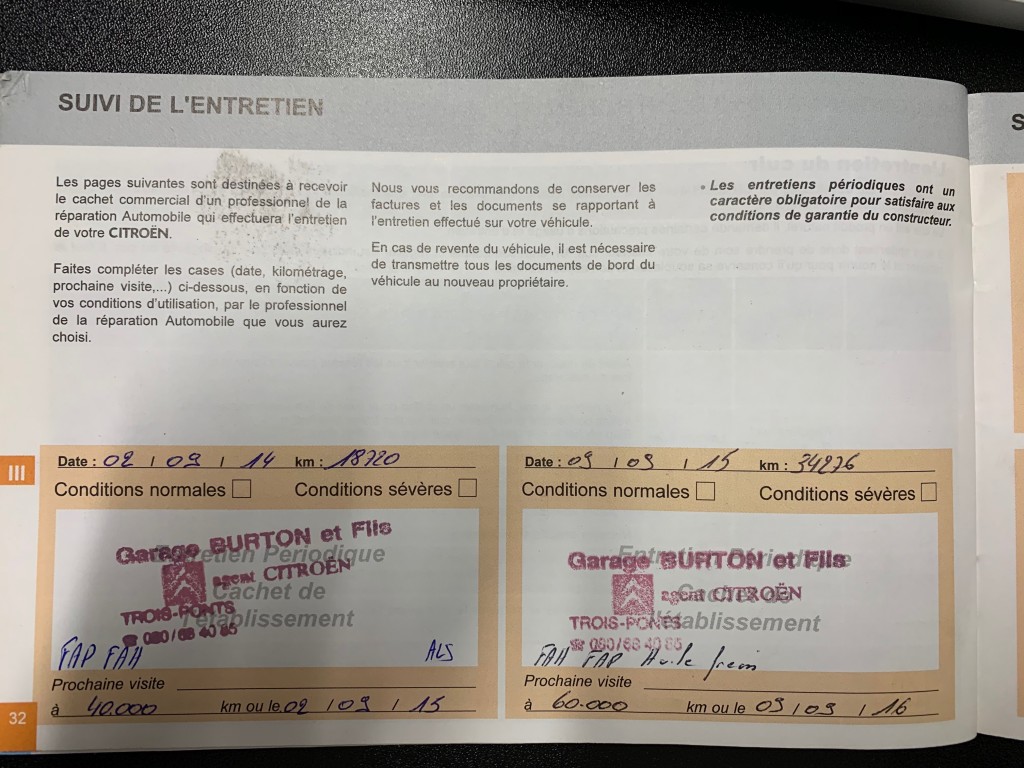 SUIVI DE L'ENTRETIEN
S
Les pages suivantes sont destinées à recevoir
le cachet commercial d'un professionnel de la
réparation Automobile qui effectuera l'entretien
de votre CITROËN.
Faites compléter les cases (date, kilométrage,
prochaine visite,...) ci-dessous, en fonction de
vos conditions d'utilisation, par le professionnel
de la réparation Automobile que vous aurez
choisi.
Nous vous recommandons de conserver les
factures et les documents se rapportant à
l'entretien effectué sur votre véhicule.
En cas de revente du véhicule, il est nécessaire
de transmettre tous les documents de bord du
véhicule au nouveau propriétaire.
• Les entretiens périodiques ont un
caractère obligatoire pour satisfaire aux
conditions de garantie du constructeur.
III
Date : 02 / 09 / 14 km : 18720
Conditions normales Conditions sévères
Entretien Périodique
Cachet de
l'établissement
Garage BURTON et Fils
agent CITROËN
TROIS-PONTS
☎ 080/68 40 85
FAP FAH ALS
Prochaine visite
à 40.000 km ou le 02 / 09 / 15
Date : 09 / 09 / 15 km : 34276
Conditions normales Conditions sévères
Entretien Périodique
Cachet de
l'établissement
Garage BURTON et Fils
agent CITROËN
TROIS-PONTS
☎ 080/68 40 85
FAH FAP Huile frein
Prochaine visite
à 60.000 km ou le 09 / 09 / 16
32